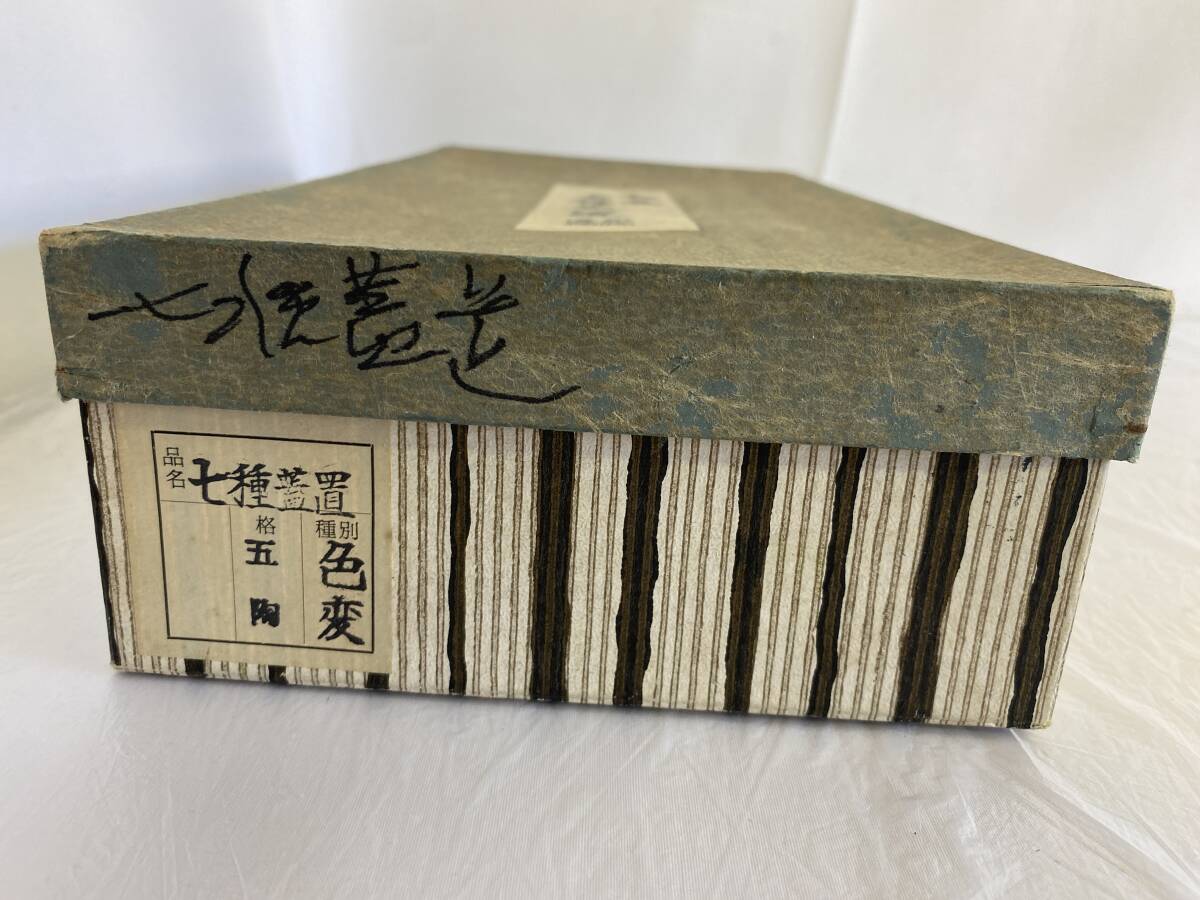 七種蓋置
品名 七種蓋置
種別 色変
格 五陶